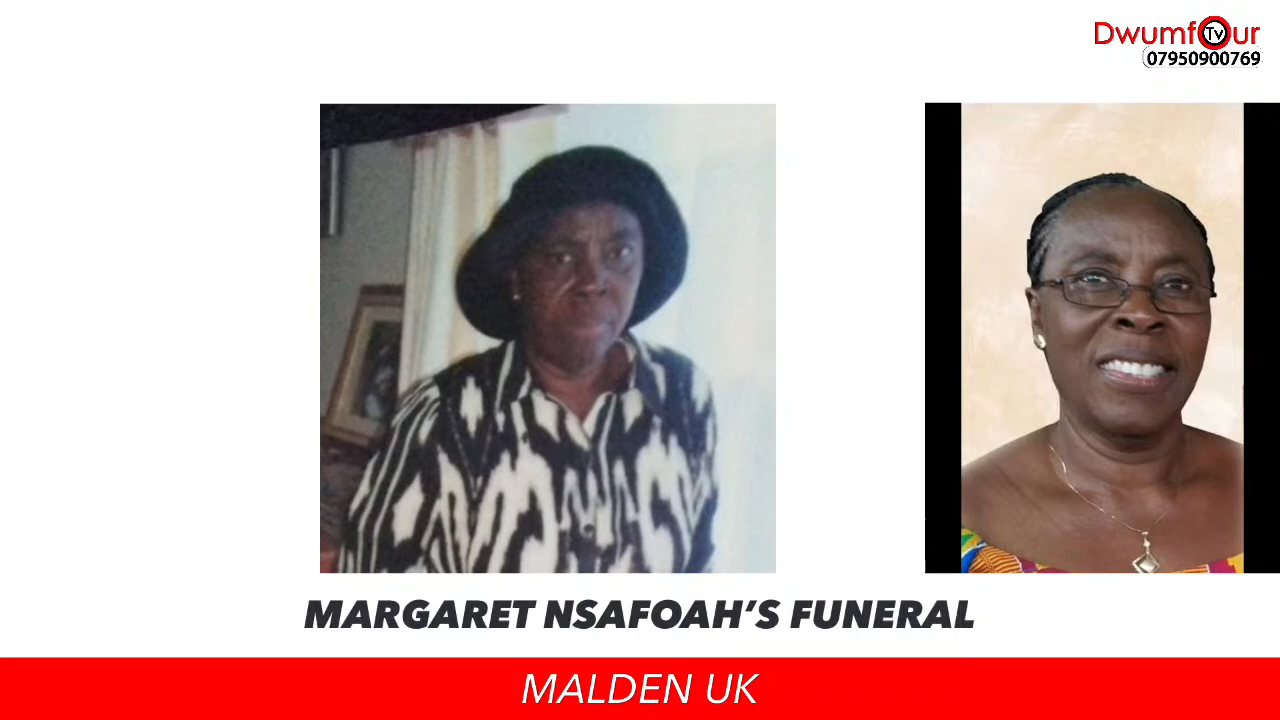 DwumfOur
Tv
07950900769
MARGARET NSAFOAH'S FUNERAL
MALDEN UK